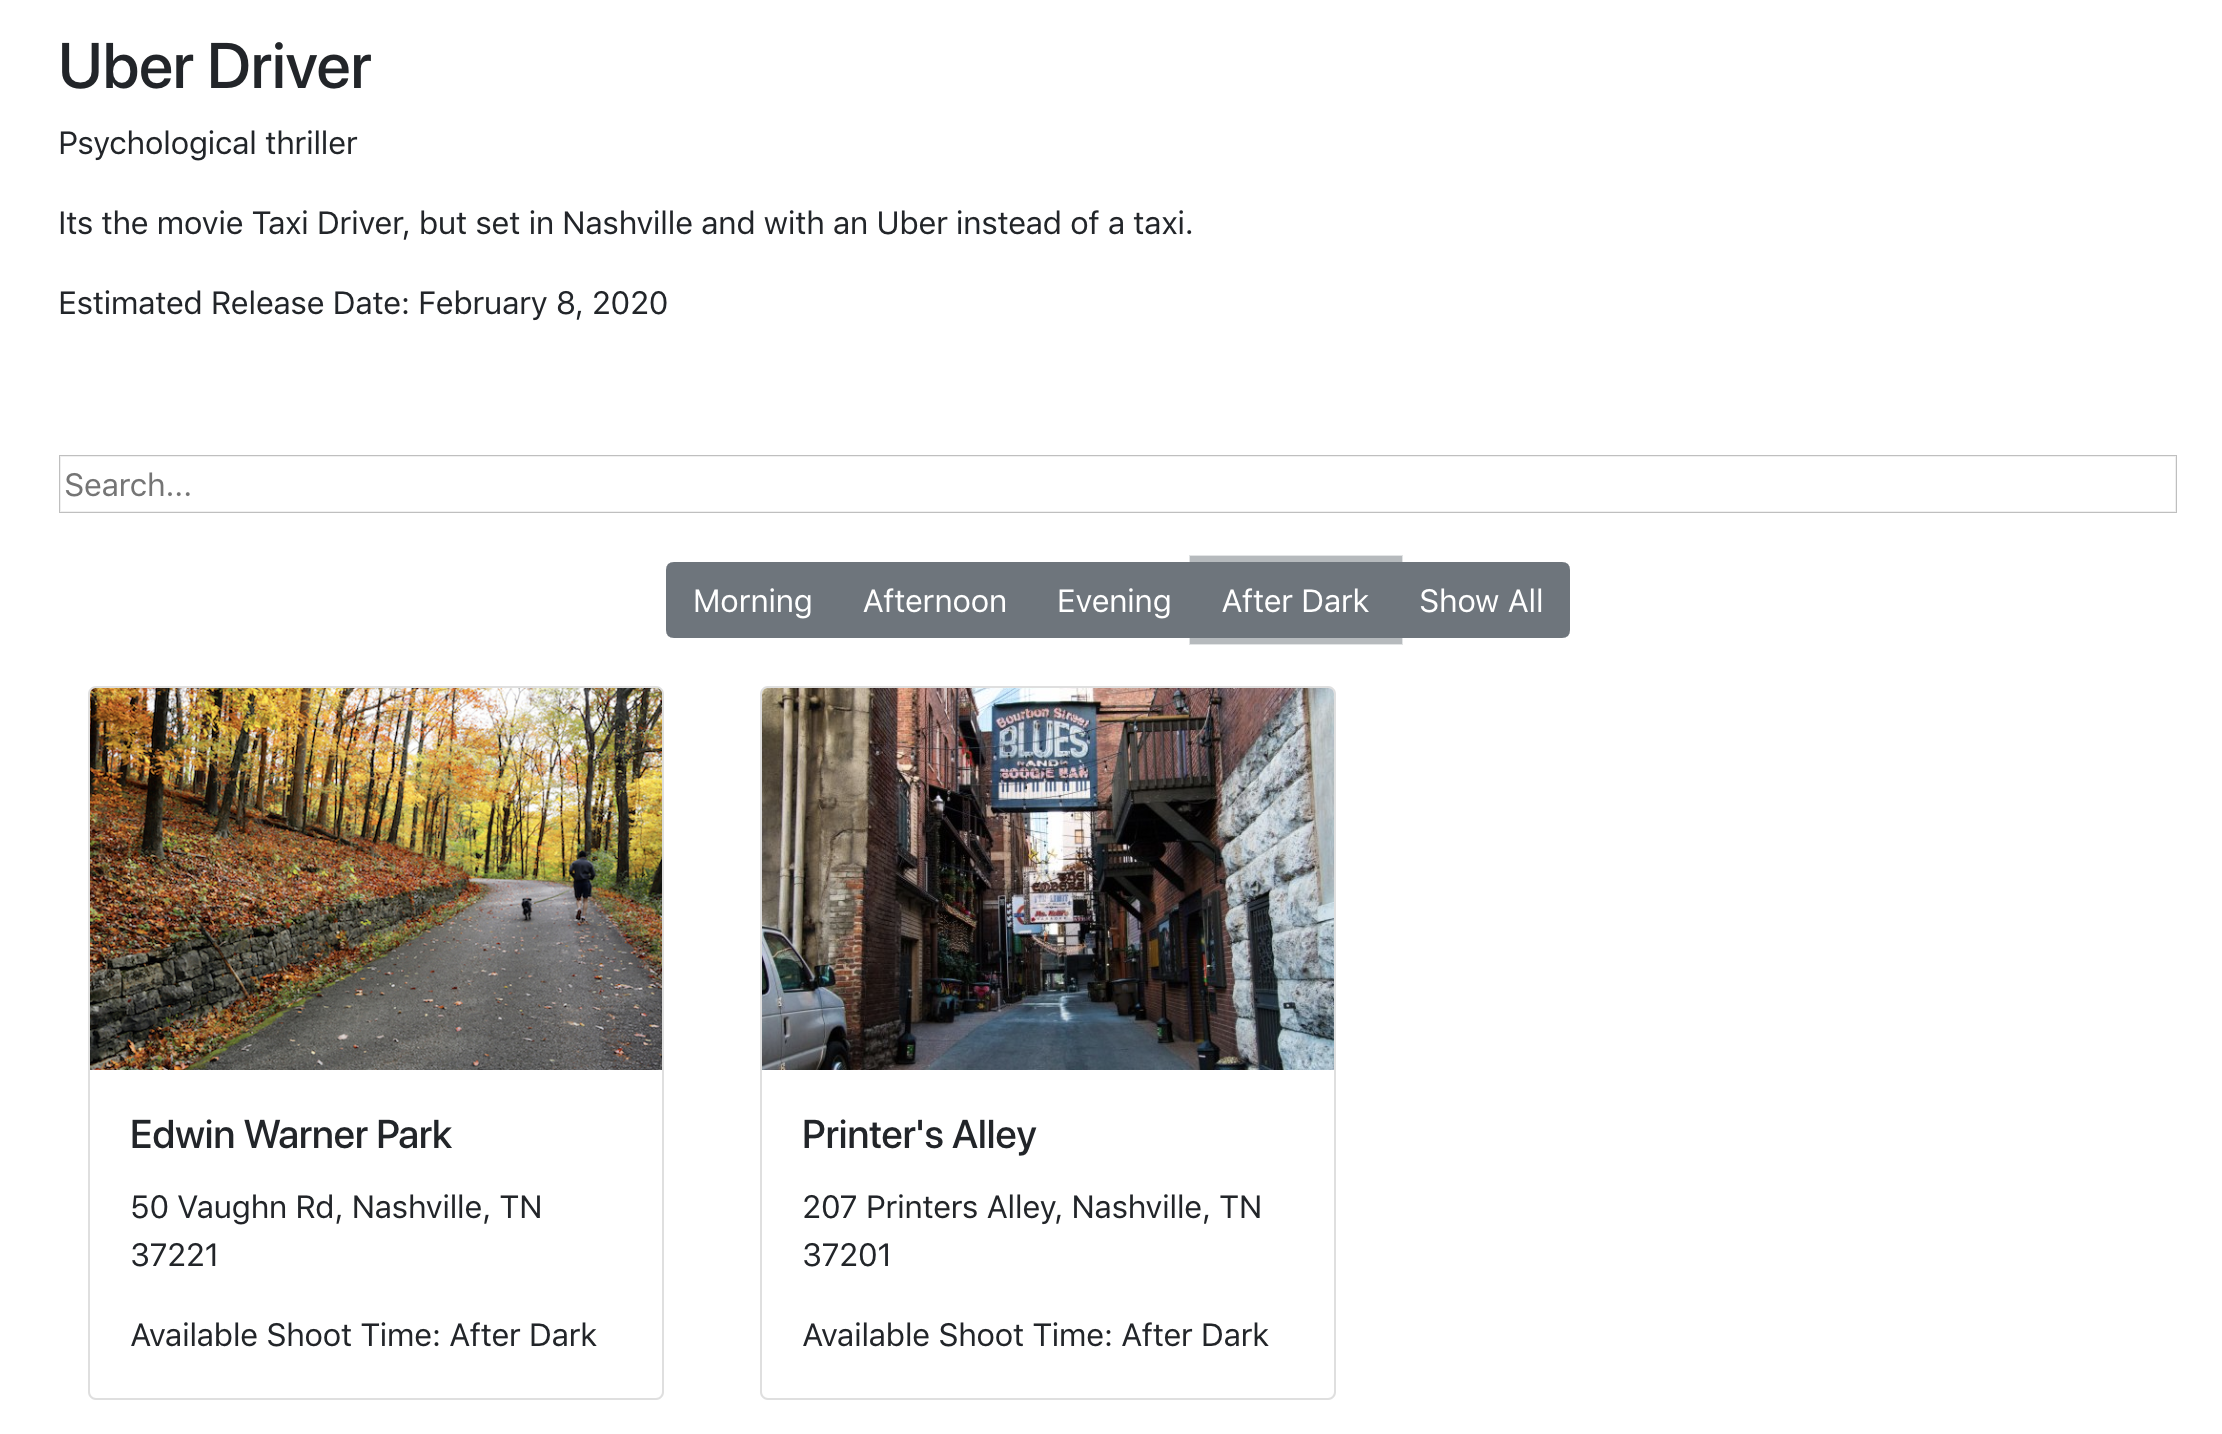 Uber Driver
Psychological thriller
Its the movie Taxi Driver, but set in Nashville and with an Uber instead of a taxi.
Estimated Release Date: February 8, 2020
Search...
Morning Afternoon Evening After Dark Show All
Bourbon Street
BLUES
AND
BOOGIE BAR
Edwin Warner Park
50 Vaughn Rd, Nashville, TN
37221
Available Shoot Time: After Dark
Printer's Alley
207 Printers Alley, Nashville, TN
37201
Available Shoot Time: After Dark